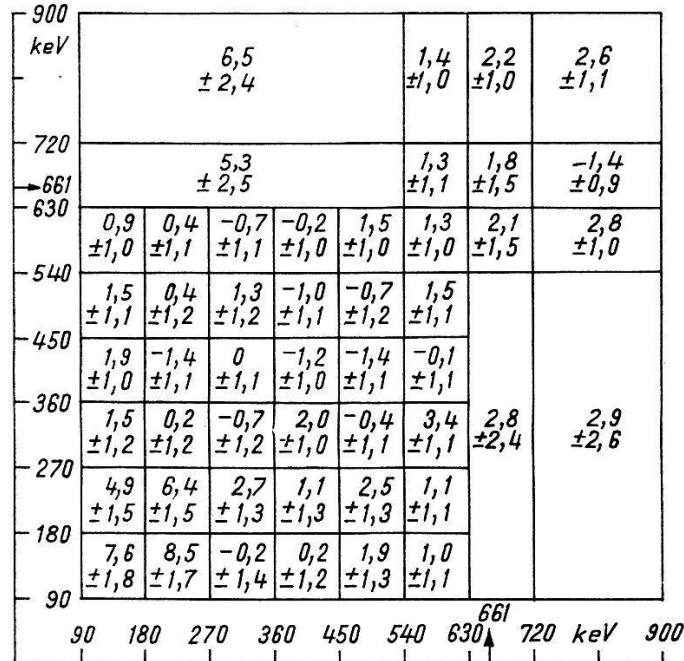 900
keV
6,5 1,4 2,2 2,6
± 2,4 ±1,0 ±1,0 ±1,1
720
5,3 1,3 1,8 -1,4
± 2,5 ±1,1 ±1,5 ±0,9
→661
630
0,9 0,4 -0,7 -0,2 1,5 1,3 2,1 2,8
±1,0 ±1,1 ±1,1 ±1,0 ±1,0 ±1,0 ±1,5 ±1,0
540
1,5 0,4 1,3 -1,0 -0,7 1,5
±1,1 ±1,2 ±1,2 ±1,1 ±1,2 ±1,1
450
1,9 -1,4 0 -1,2 -1,4 -0,1
±1,0 ±1,1 ±1,1 ±1,0 ±1,1 ±1,1
360
1,5 0,2 -0,7 2,0 -0,4 3,4 2,8 2,9
±1,2 ±1,2 ±1,2 ±1,0 ±1,1 ±1,1 ±2,4 ±2,6
270
4,9 6,4 2,7 1,1 2,5 1,1
±1,5 ±1,5 ±1,3 ±1,3 ±1,3 ±1,1
180
7,6 8,5 -0,2 0,2 1,9 1,0
±1,8 ±1,7 ± 1,4 ±1,2 ±1,3 ±1,1
90
661
90 180 270 360 450 540 630 720 keV 900